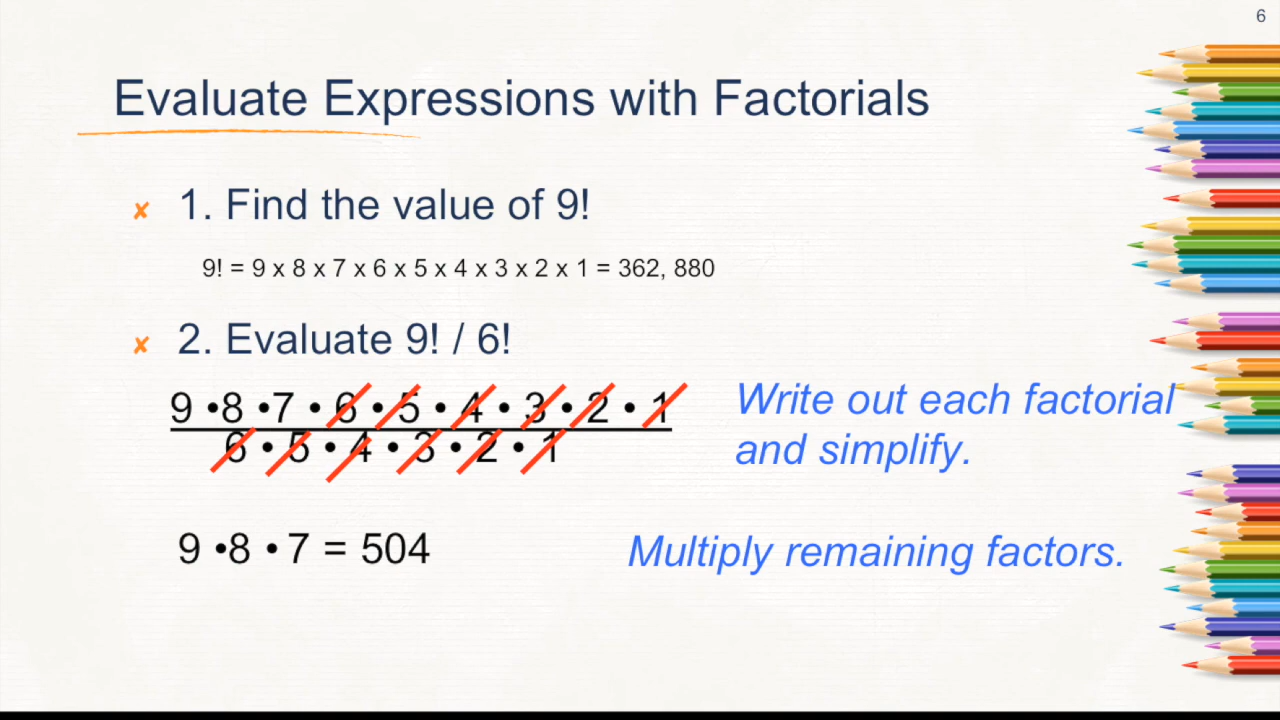 6
Evaluate Expressions with Factorials
✘ 1. Find the value of 9!
9! = 9 x 8 x 7 x 6 x 5 x 4 x 3 x 2 x 1 = 362, 880
✘ 2. Evaluate 9! / 6!
9 •8 •7 • 6 • 5 • 4 • 3 • 2 • 1
6 • 5 • 4 • 3 • 2 • 1
Write out each factorial
and simplify.
9 •8 • 7 = 504
Multiply remaining factors.